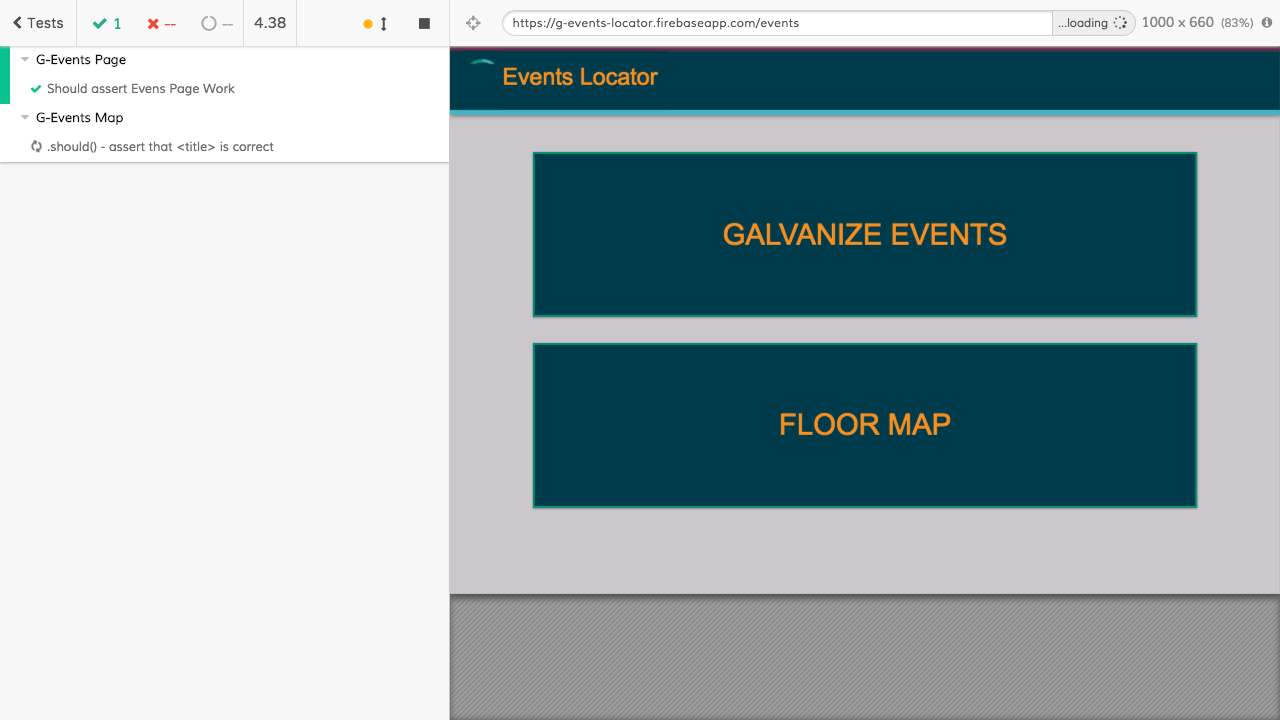 Tests
1
--
--
4.38
https://g-events-locator.firebaseapp.com/events
...loading
1000 x 660 (83%)
G-Events Page
Should assert Evens Page Work
G-Events Map
.should() - assert that <title> is correct
Events Locator
GALVANIZE EVENTS
FLOOR MAP